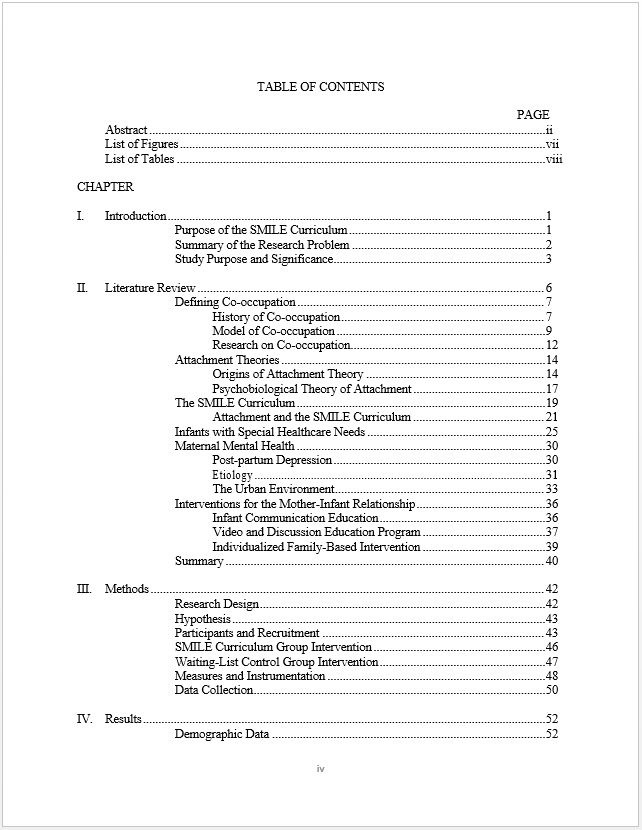 TABLE OF CONTENTS
PAGE
Abstract ii
List of Figures vii
List of Tables viii
CHAPTER
I. Introduction 1
Purpose of the SMILE Curriculum 1
Summary of the Research Problem 2
Study Purpose and Significance 3
II. Literature Review 6
Defining Co-occupation 7
History of Co-occupation 7
Model of Co-occupation 9
Research on Co-occupation 12
Attachment Theories 14
Origins of Attachment Theory 14
Psychobiological Theory of Attachment 17
The SMILE Curriculum 19
Attachment and the SMILE Curriculum 21
Infants with Special Healthcare Needs 25
Maternal Mental Health 30
Post-partum Depression 30
Etiology 31
The Urban Environment 33
Interventions for the Mother-Infant Relationship 36
Infant Communication Education 36
Video and Discussion Education Program 37
Individualized Family-Based Intervention 39
Summary 40
III. Methods 42
Research Design 42
Hypothesis 43
Participants and Recruitment 43
SMILE Curriculum Group Intervention 46
Waiting-List Control Group Intervention 47
Measures and Instrumentation 48
Data Collection 50
IV. Results 52
Demographic Data 52
iv